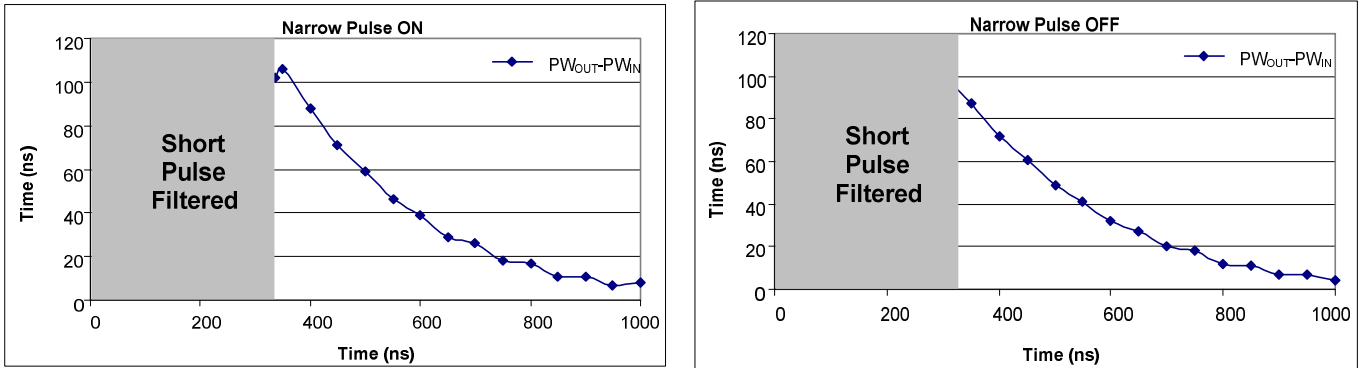 Narrow Pulse ON
120
100
80
60
40
20
0
Time (ns)
PWOUT-PWIN
Short
Pulse
Filtered
0 200 400 600 800 1000
Time (ns)
Narrow Pulse OFF
120
100
80
60
40
20
0
Time (ns)
PWOUT-PWIN
Short
Pulse
Filtered
0 200 400 600 800 1000
Time (ns)